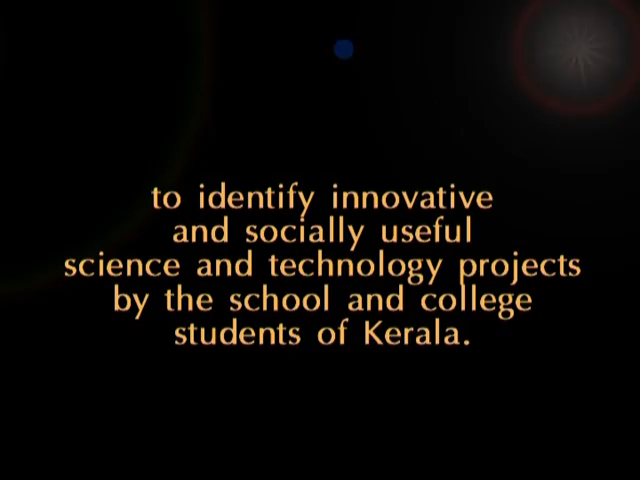 to identify innovative
and socially useful
science and technology projects
by the school and college
students of Kerala.